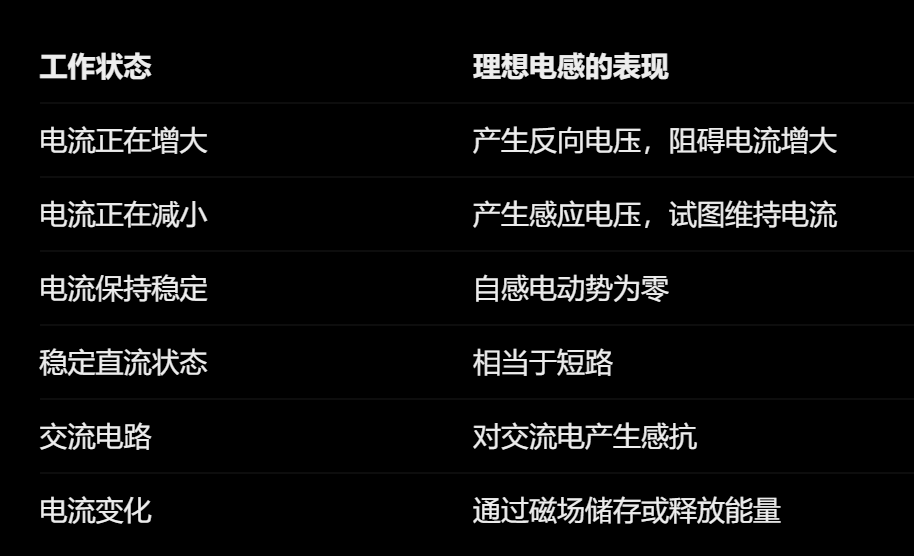 工作状态 理想电感的表现
电流正在增大 产生反向电压，阻碍电流增大
电流正在减小 产生感应电压，试图维持电流
电流保持稳定 自感电动势为零
稳定直流状态 相当于短路
交流电路 对交流电产生感抗
电流变化 通过磁场储存或释放能量